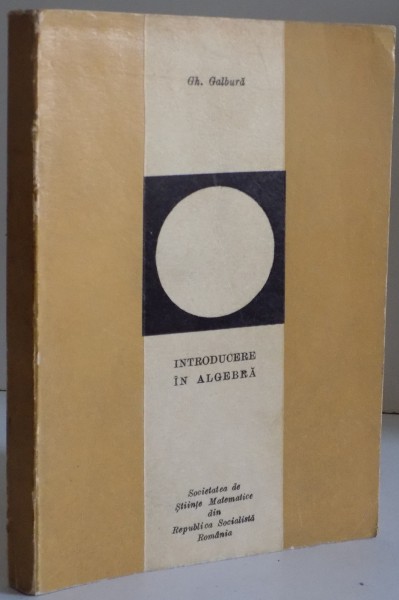 Gh. Galbură
INTRODUCERE
ÎN ALGEBRĂ
Societatea de
Științe Matematice
din
Republica Socialistă
România